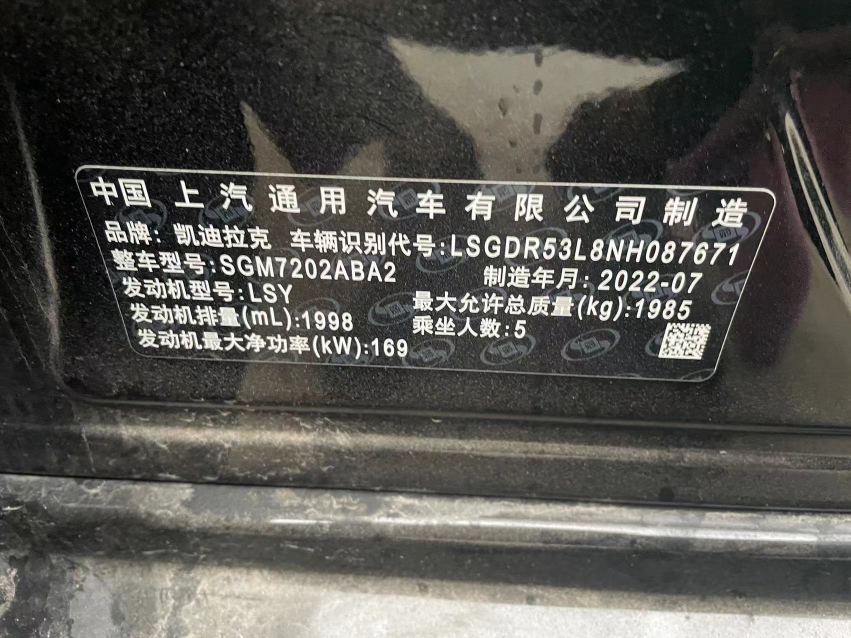 中国 上汽通用汽车有限公司制造
品牌: 凯迪拉克 车辆识别代号:LSGDR53L8NH087671
整车型号:SGM7202ABA2 制造年月:2022-07
发动机型号:LSY 最大允许总质量(kg):1985
发动机排量(mL):1998 乘坐人数:5
发动机最大净功率(kW):169